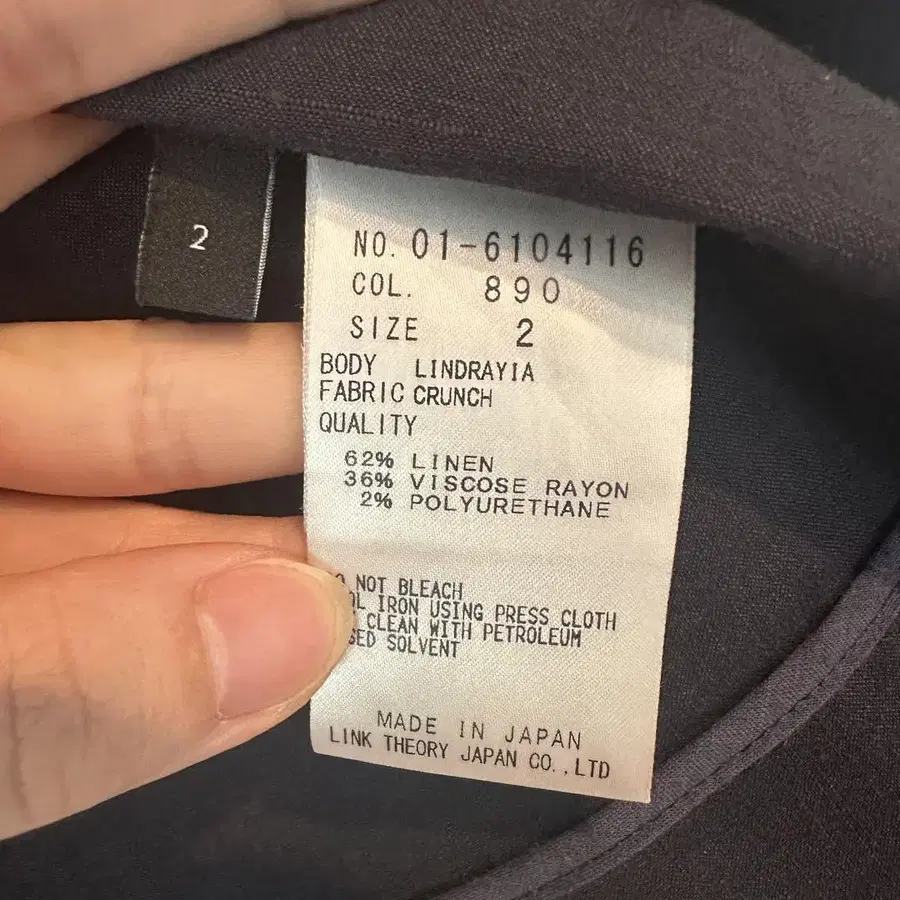 2
NO. 01-6104116
COL. 890
SIZE 2
BODY LINDRAYIA
FABRIC CRUNCH
QUALITY
62% LINEN
36% VISCOSE RAYON
2% POLYURETHANE
NOT BLEACH
IRON USING PRESS CLOTH
CLEAN WITH PETROLEUM
SOLVENT
MADE IN JAPAN
LINK THEORY JAPAN CO.,LTD